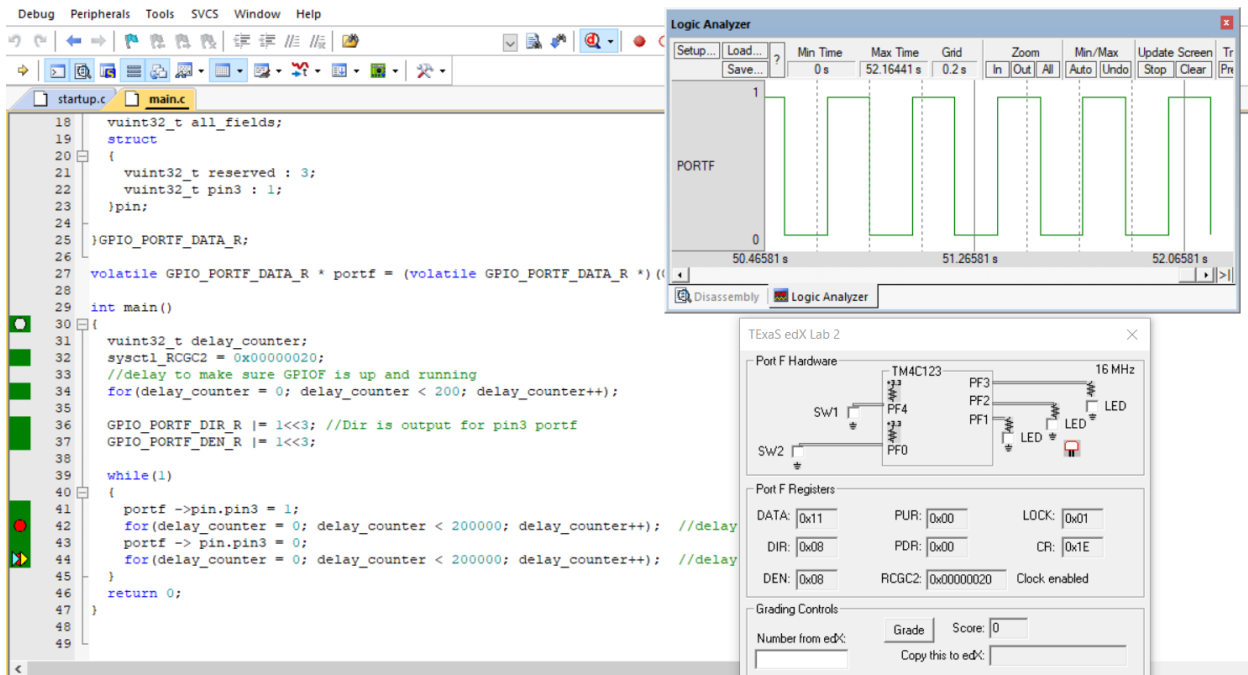 Debug Peripherals Tools SVCS Window Help
startup.c main.c
18 vuint32_t all_fields;
19 struct
20 {
21 vuint32_t reserved : 3;
22 vuint32_t pin3 : 1;
23 }pin;
24
25 }GPIO_PORTF_DATA_R;
26
27 volatile GPIO_PORTF_DATA_R * portf = (volatile GPIO_PORTF_DATA_R *)(
28
29 int main()
30 {
31 vuint32_t delay_counter;
32 sysctl_RCGC2 = 0x00000020;
33 //delay to make sure GPIOF is up and running
34 for(delay_counter = 0; delay_counter < 200; delay_counter++);
35
36 GPIO_PORTF_DIR_R |= 1<<3; //Dir is output for pin3 portf
37 GPIO_PORTF_DEN_R |= 1<<3;
38
39 while(1)
40 {
41 portf ->pin.pin3 = 1;
42 for(delay_counter = 0; delay_counter < 200000; delay_counter++); //delay
43 portf -> pin.pin3 = 0;
44 for(delay_counter = 0; delay_counter < 200000; delay_counter++); //delay
45 }
46 return 0;
47 }
48
49
Logic Analyzer
Setup... Load... ? Min Time Max Time Grid Zoom Min/Max Update Screen Tr
Save... 0 s 52.16441 s 0.2 s In Out All Auto Undo Stop Clear Pre
1
PORTF
0
50.46581 s 51.26581 s 52.06581 s
Disassembly Logic Analyzer
TExaS edX Lab 2
Port F Hardware
TM4C123 16 MHz
+3.3 PF3
SW1 PF4 PF2 LED
+3.3 PF1 LED
SW2 PF0 LED
Port F Registers
DATA: 0x11 PUR: 0x00 LOCK: 0x01
DIR: 0x08 PDR: 0x00 CR: 0x1E
DEN: 0x08 RCGC2: 0x00000020 Clock enabled
Grading Controls
Number from edX: Grade Score: 0
Copy this to edX: